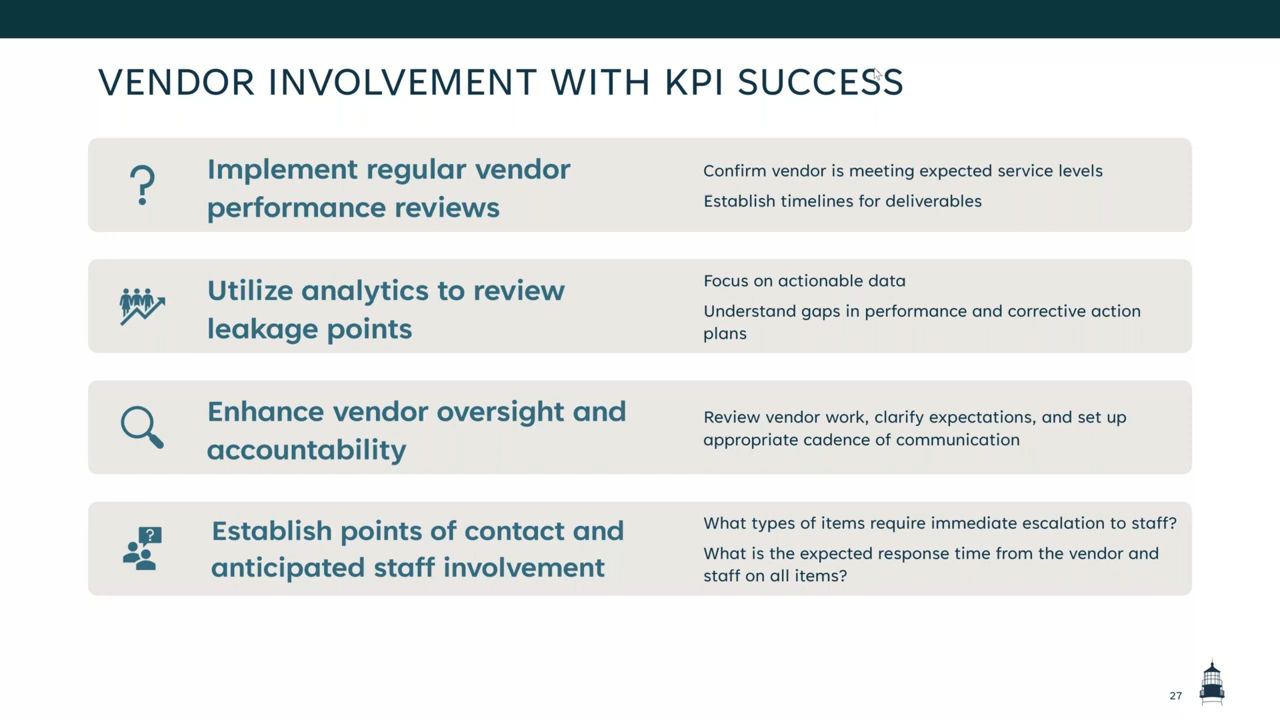 VENDOR INVOLVEMENT WITH KPI SUCCESS
?
Implement regular vendor
performance reviews
Confirm vendor is meeting expected service levels
Establish timelines for deliverables
Utilize analytics to review
leakage points
Focus on actionable data
Understand gaps in performance and corrective action
plans
Enhance vendor oversight and
accountability
Review vendor work, clarify expectations, and set up
appropriate cadence of communication
?
Establish points of contact and
anticipated staff involvement
What types of items require immediate escalation to staff?
What is the expected response time from the vendor and
staff on all items?
27